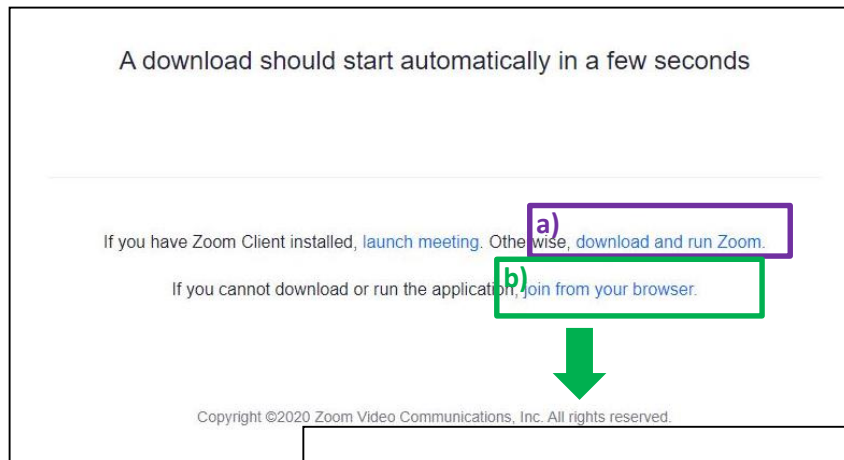 A download should start automatically in a few seconds
a)
If you have Zoom Client installed, launch meeting. Otherwise, download and run Zoom.
b)
If you cannot download or run the application, join from your browser.
Copyright ©2020 Zoom Video Communications, Inc. All rights reserved.